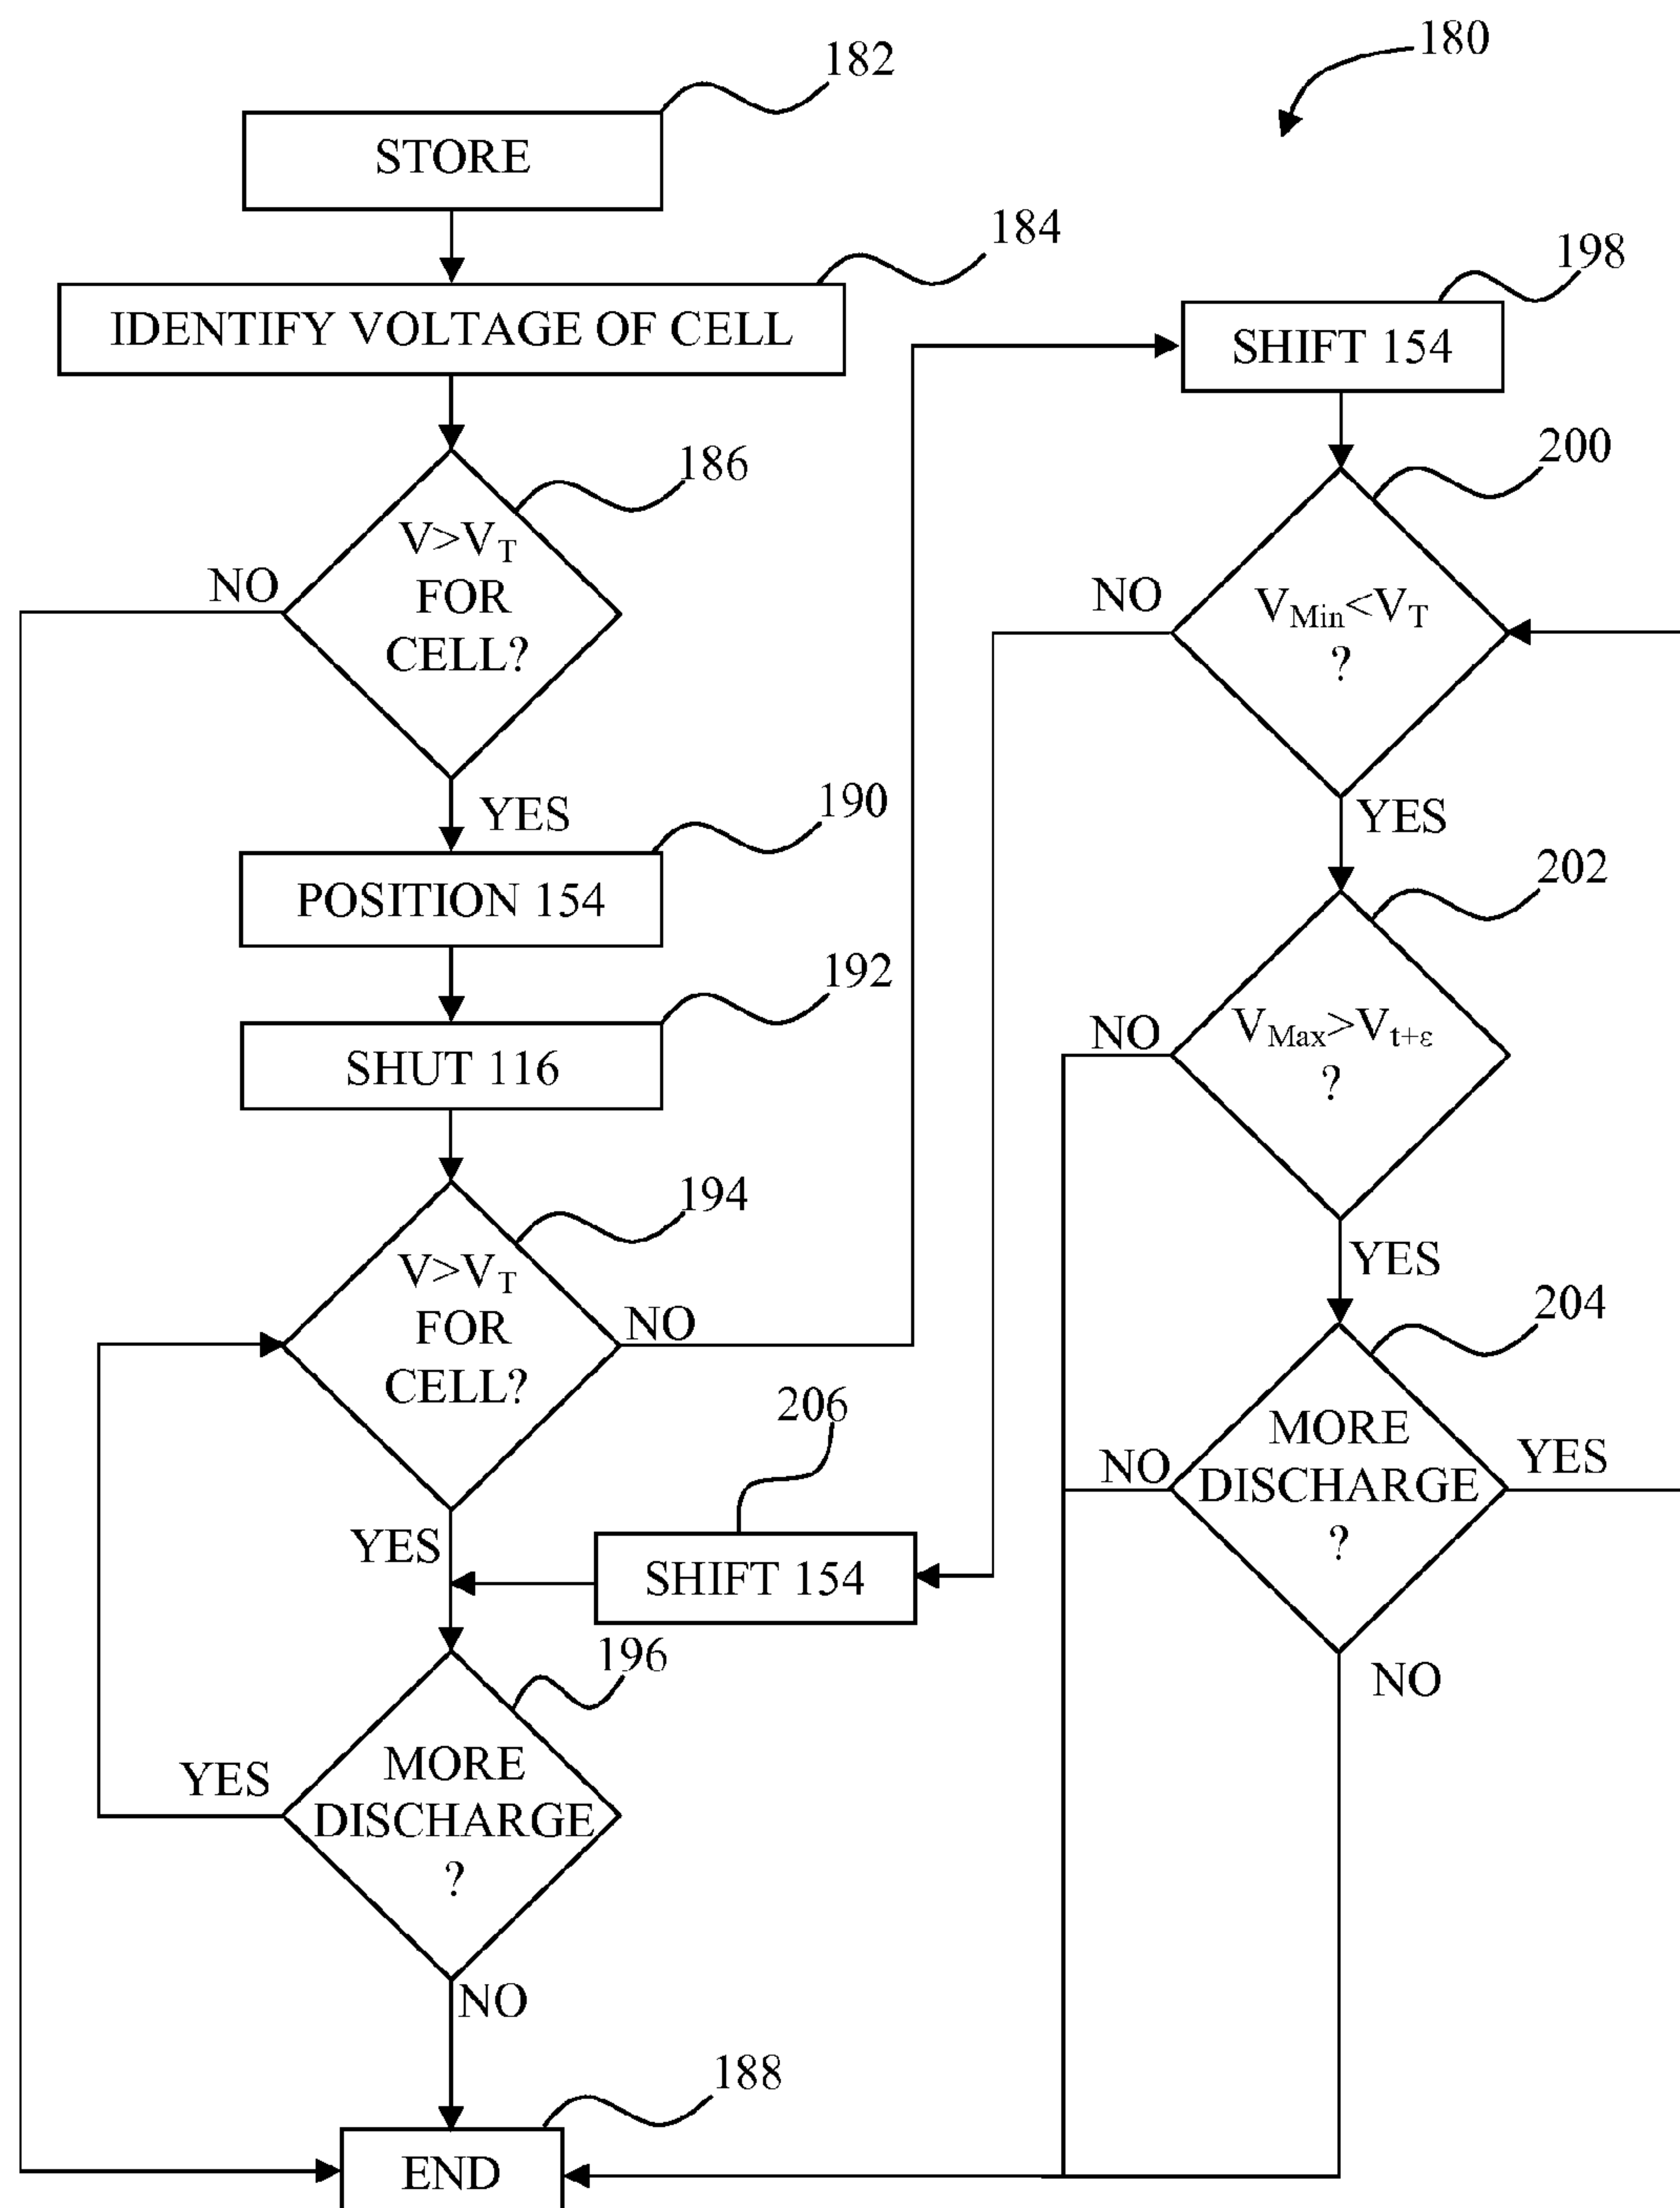 180
182
STORE
184
IDENTIFY VOLTAGE OF CELL
186
V>VT
FOR
CELL?
NO
YES
190
POSITION 154
192
SHUT 116
194
V>VT
FOR
CELL?
NO
YES
206
SHIFT 154
196
MORE
DISCHARGE
?
YES
NO
188
END
198
SHIFT 154
200
VMin<VT
?
NO
YES
202
VMax>Vt+ε
?
NO
YES
204
MORE
DISCHARGE
?
NO
YES
NO